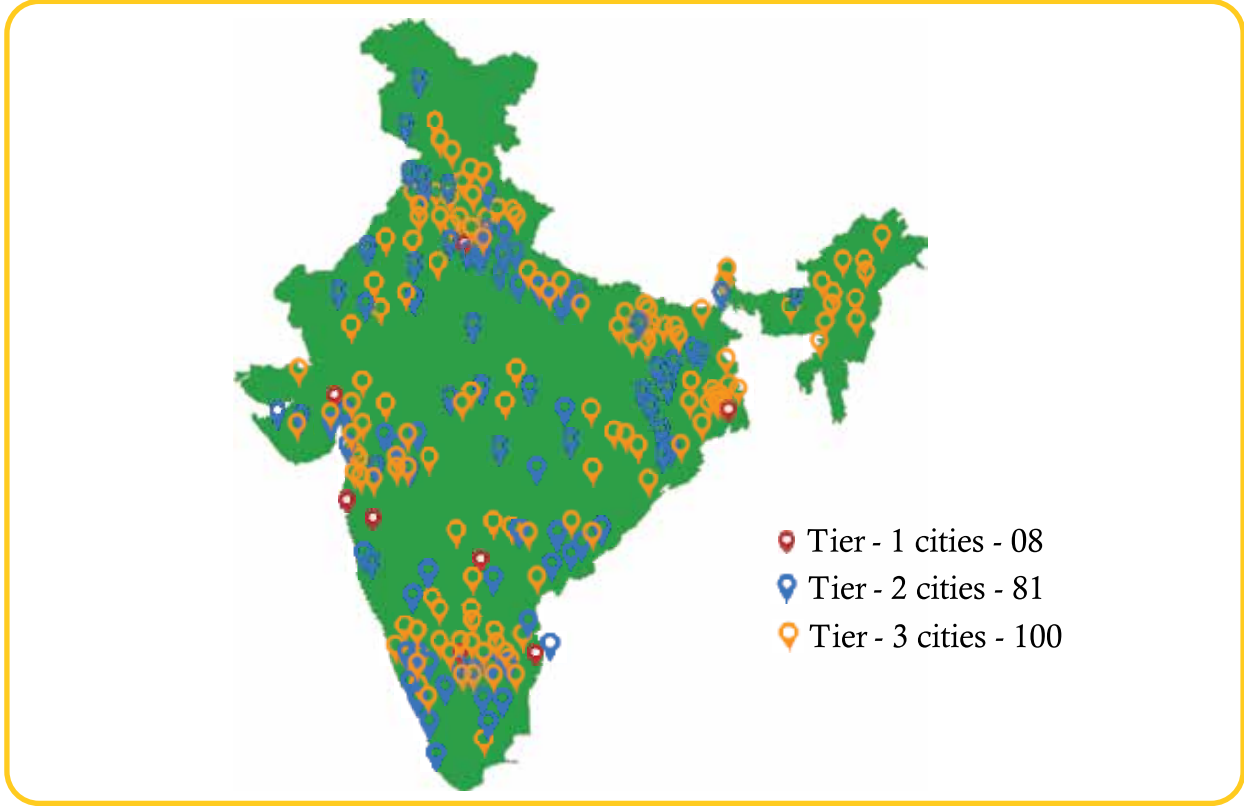 Tier - 1 cities - 08
Tier - 2 cities - 81
Tier - 3 cities - 100